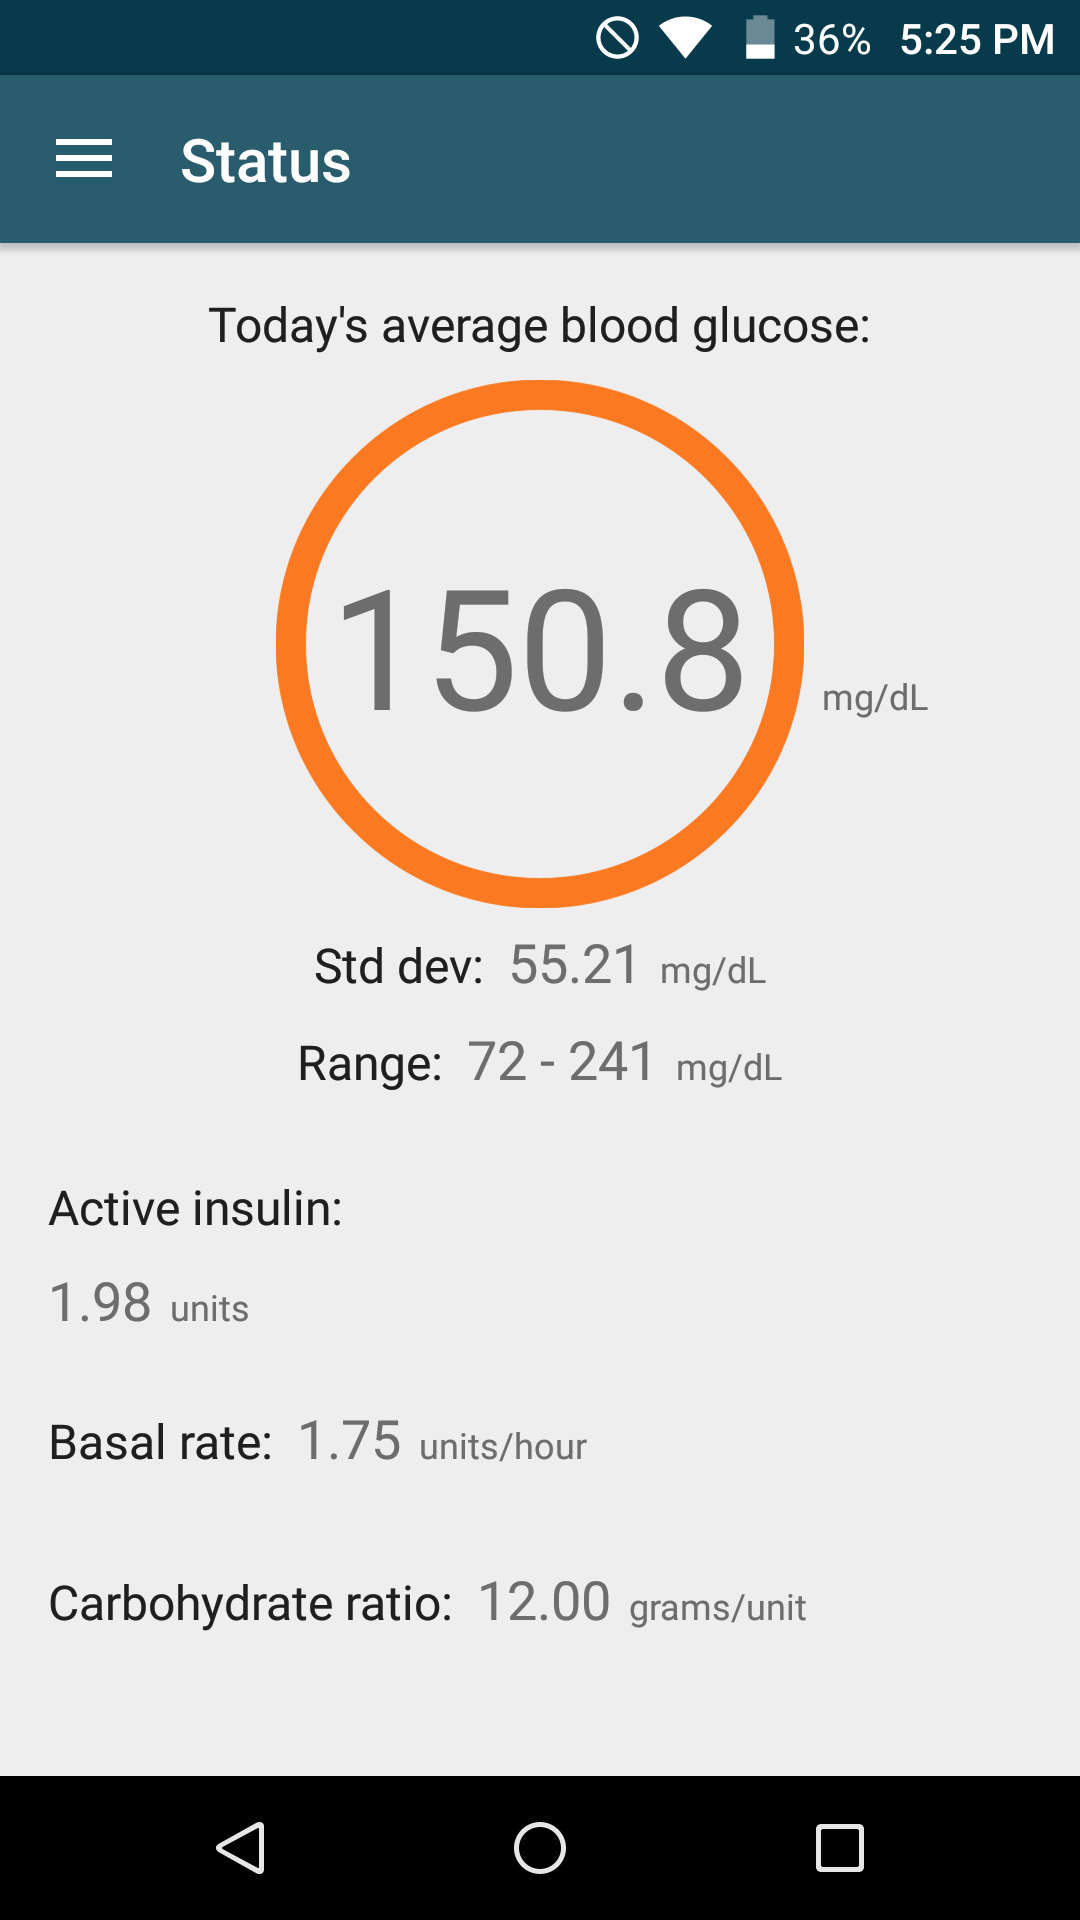 36% 5:25 PM
Status
Today's average blood glucose:
150.8 mg/dL
Std dev: 55.21 mg/dL
Range: 72 - 241 mg/dL
Active insulin:
1.98 units
Basal rate: 1.75 units/hour
Carbohydrate ratio: 12.00 grams/unit